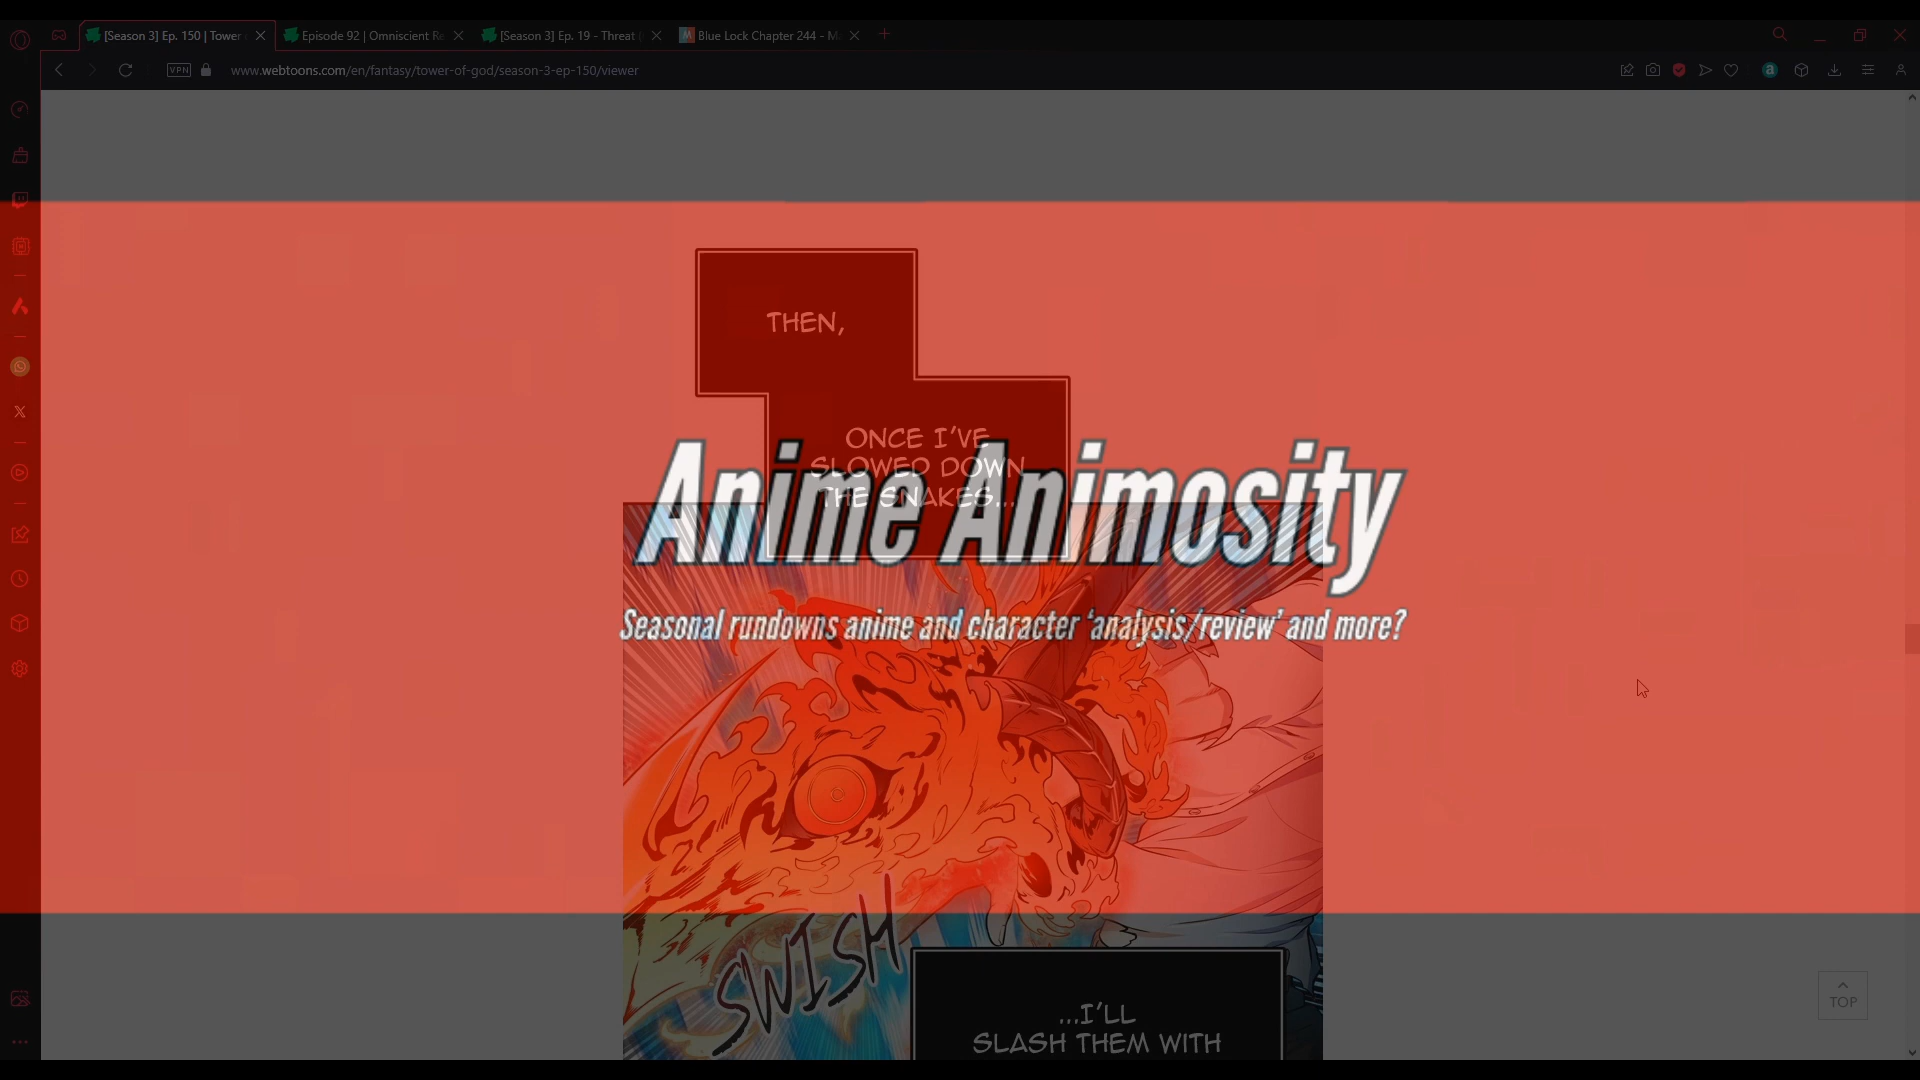 [Season 3] Ep. 150 | Tower
Episode 92 | Omniscient Re
[Season 3] Ep. 19 - Threat
Blue Lock Chapter 244 - M
VPN
www.webtoons.com/en/fantasy/tower-of-god/season-3-ep-150/viewer
THEN,
ONCE I'VE
SLOWED DOWN
THE SNAKES...
Anime Animosity
Seasonal rundowns anime and character 'analysis/review' and more?
SWISH
...I'LL
SLASH THEM WITH
TOP